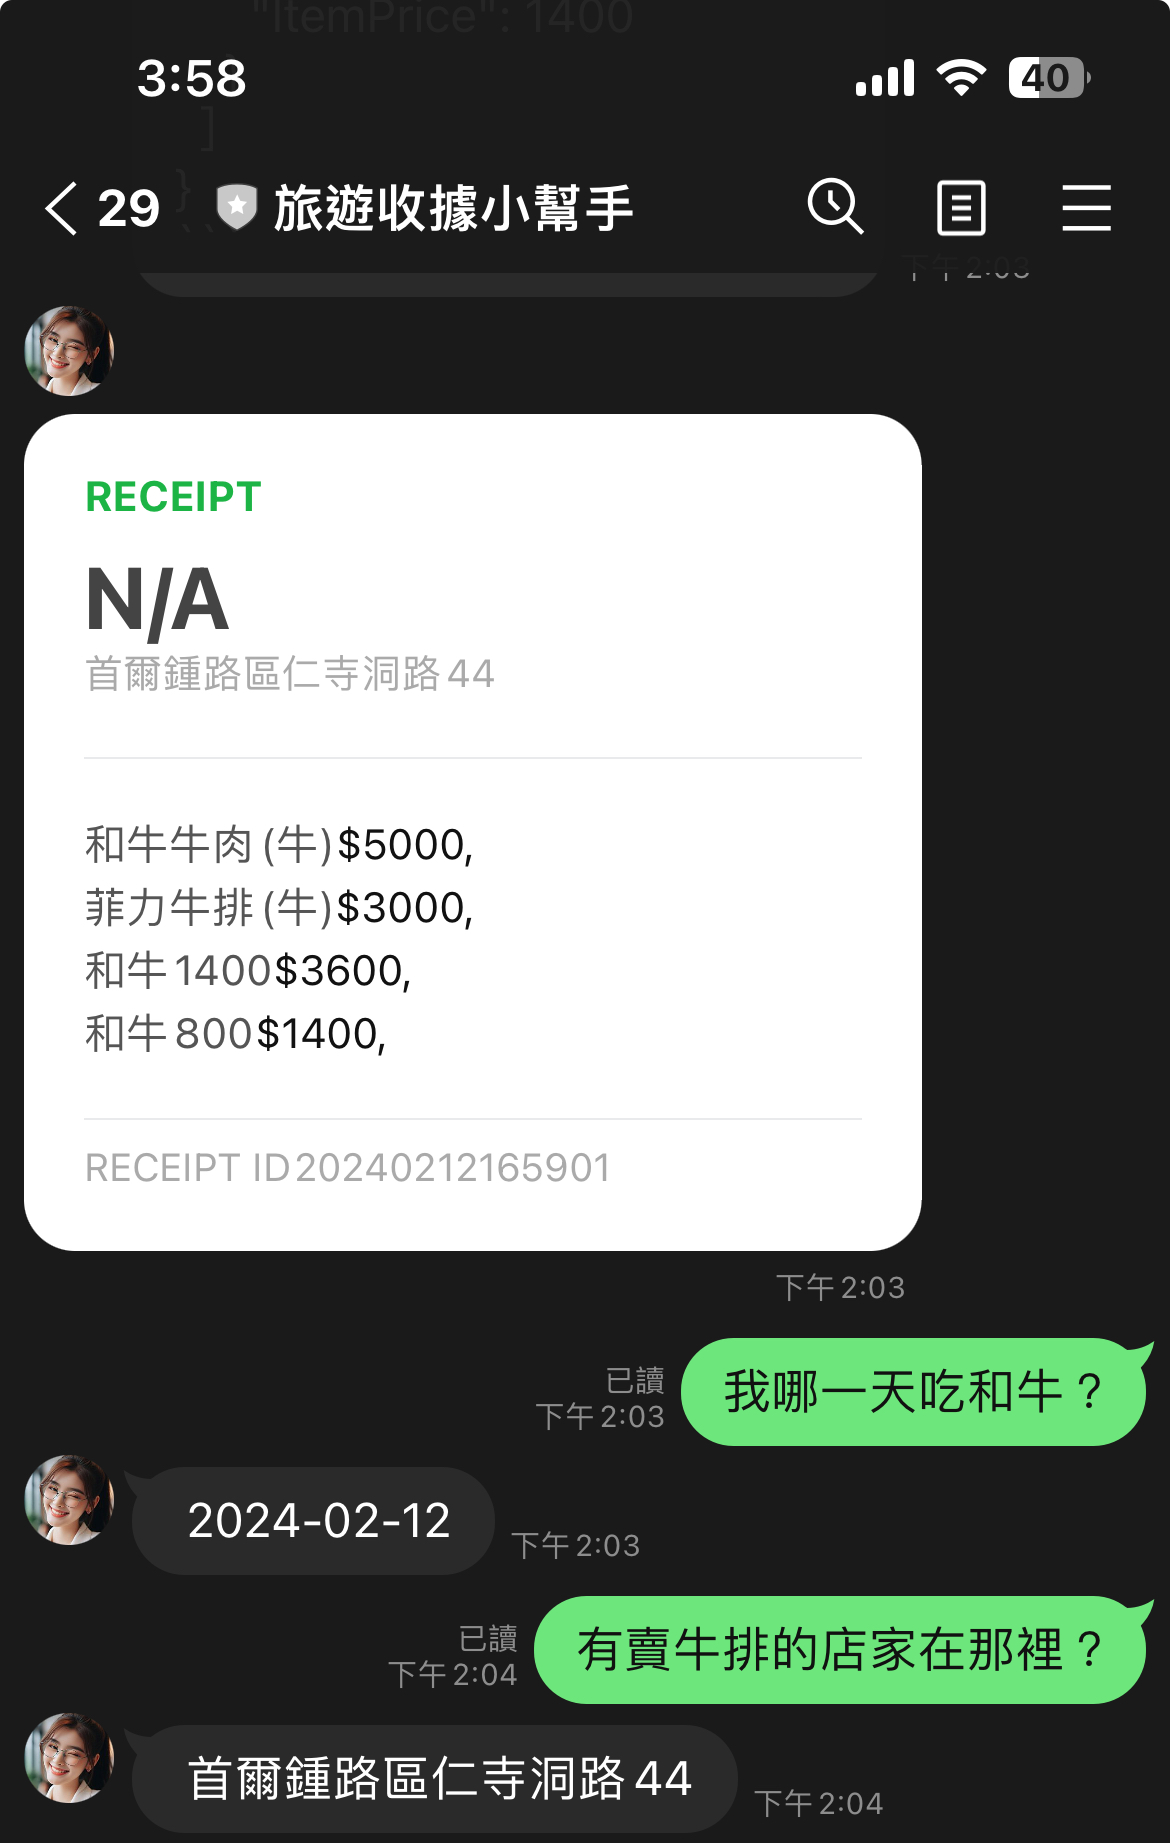 "ItemPrice": 1400
3:58
40
]
}
29
旅遊收據小幫手
``
下午 2:03
RECEIPT
N/A
首爾鍾路區仁寺洞路44
和牛牛肉 (牛)$5000,
菲力牛排 (牛)$3000,
和牛 1400$3600,
和牛 800$1400,
RECEIPT ID20240212165901
下午 2:03
我哪一天吃和牛？
已讀
下午 2:03
2024-02-12
下午 2:03
有賣牛排的店家在那裡？
已讀
下午 2:04
首爾鍾路區仁寺洞路44
下午 2:04